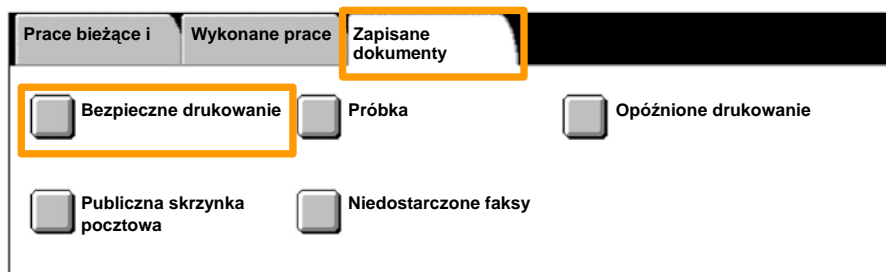 Prace bieżące i Wykonane prace Zapisane
dokumenty
Bezpieczne drukowanie Próbka Opóźnione drukowanie
Publiczna skrzynka Niedostarczone faksy
pocztowa